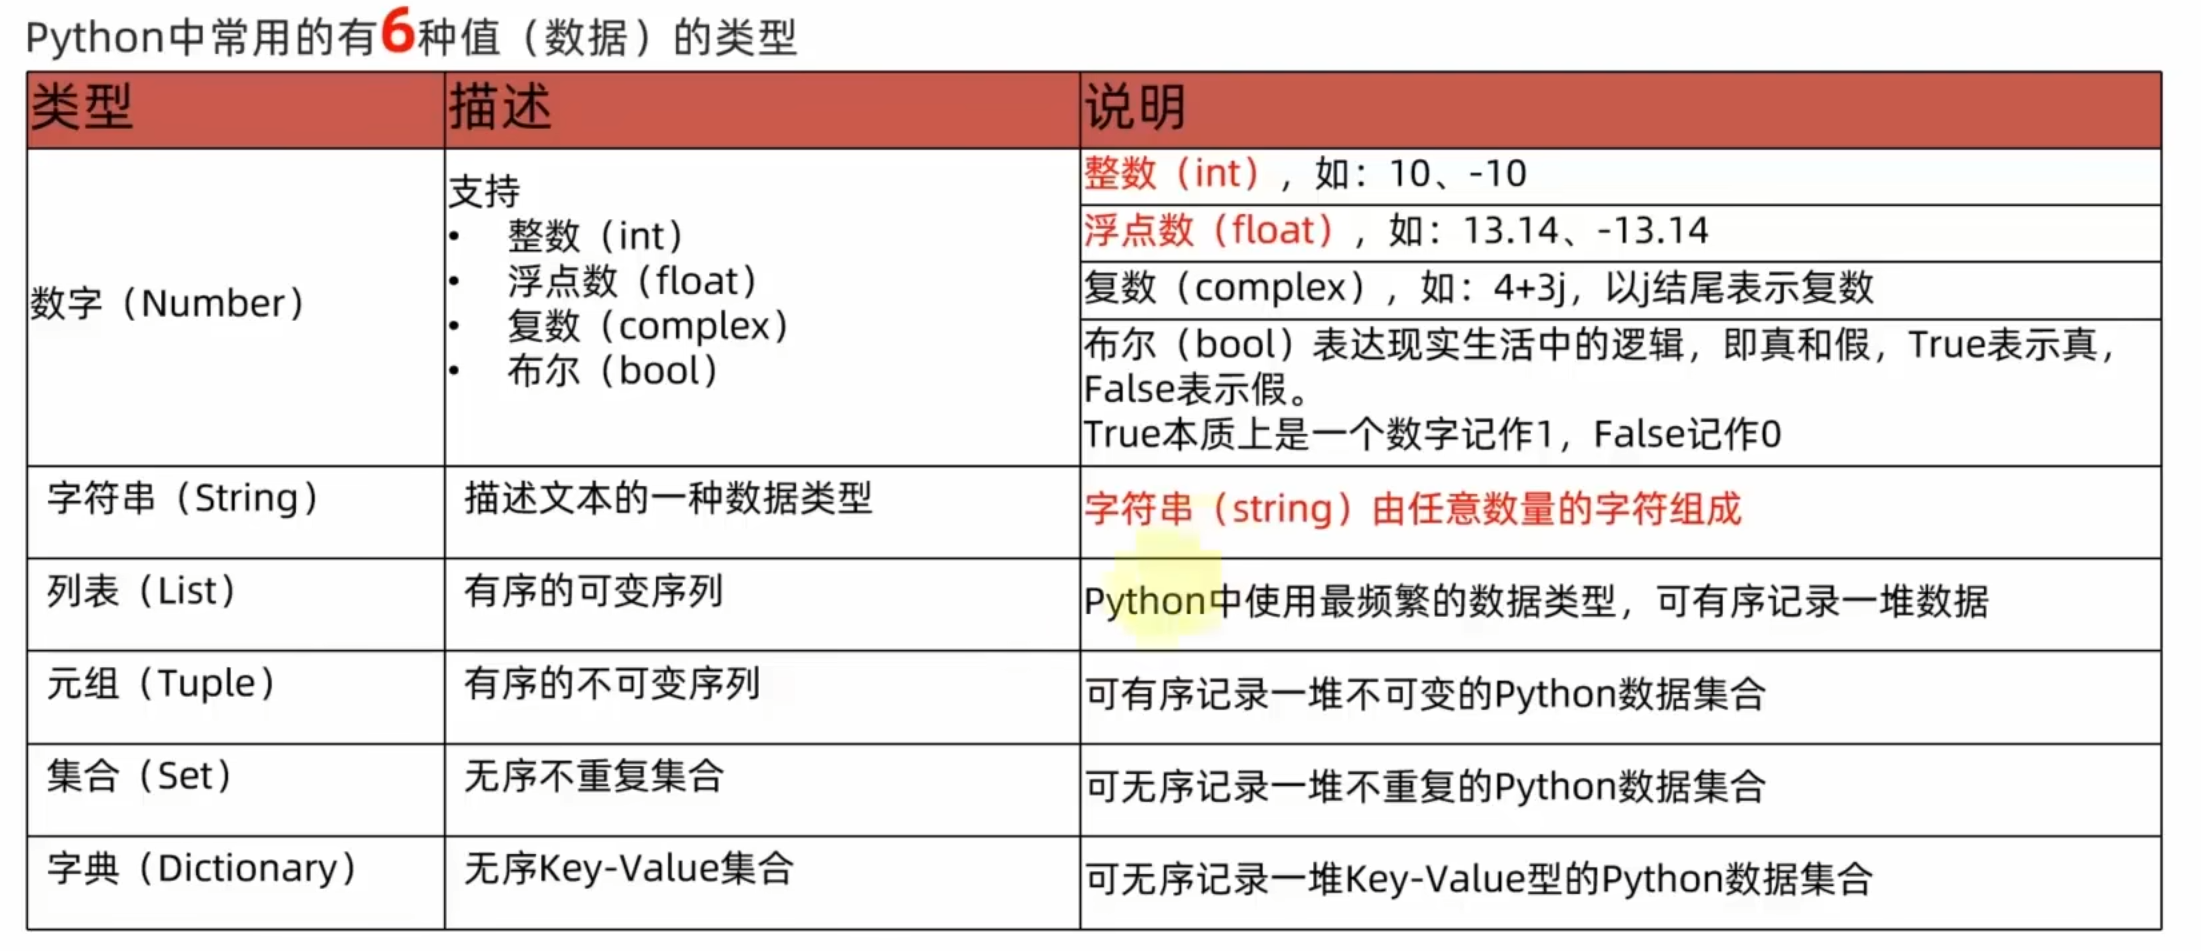 Python中常用的有6种值（数据）的类型
类型
描述
说明
数字（Number）
支持
• 整数（int）
• 浮点数（float）
• 复数（complex）
• 布尔（bool）
整数（int），如：10、-10
浮点数（float），如：13.14、-13.14
复数（complex），如：4+3j，以j结尾表示复数
布尔（bool）表达现实生活中的逻辑，即真和假，True表示真，
False表示假。
True本质上是一个数字记作1，False记作0
字符串（String）
描述文本的一种数据类型
字符串（string）由任意数量的字符组成
列表（List）
有序的可变序列
Python中使用最频繁的数据类型，可有序记录一堆数据
元组（Tuple）
有序的不可变序列
可有序记录一堆不可变的Python数据集合
集合（Set）
无序不重复集合
可无序记录一堆不重复的Python数据集合
字典（Dictionary）
无序Key-Value集合
可无序记录一堆Key-Value型的Python数据集合